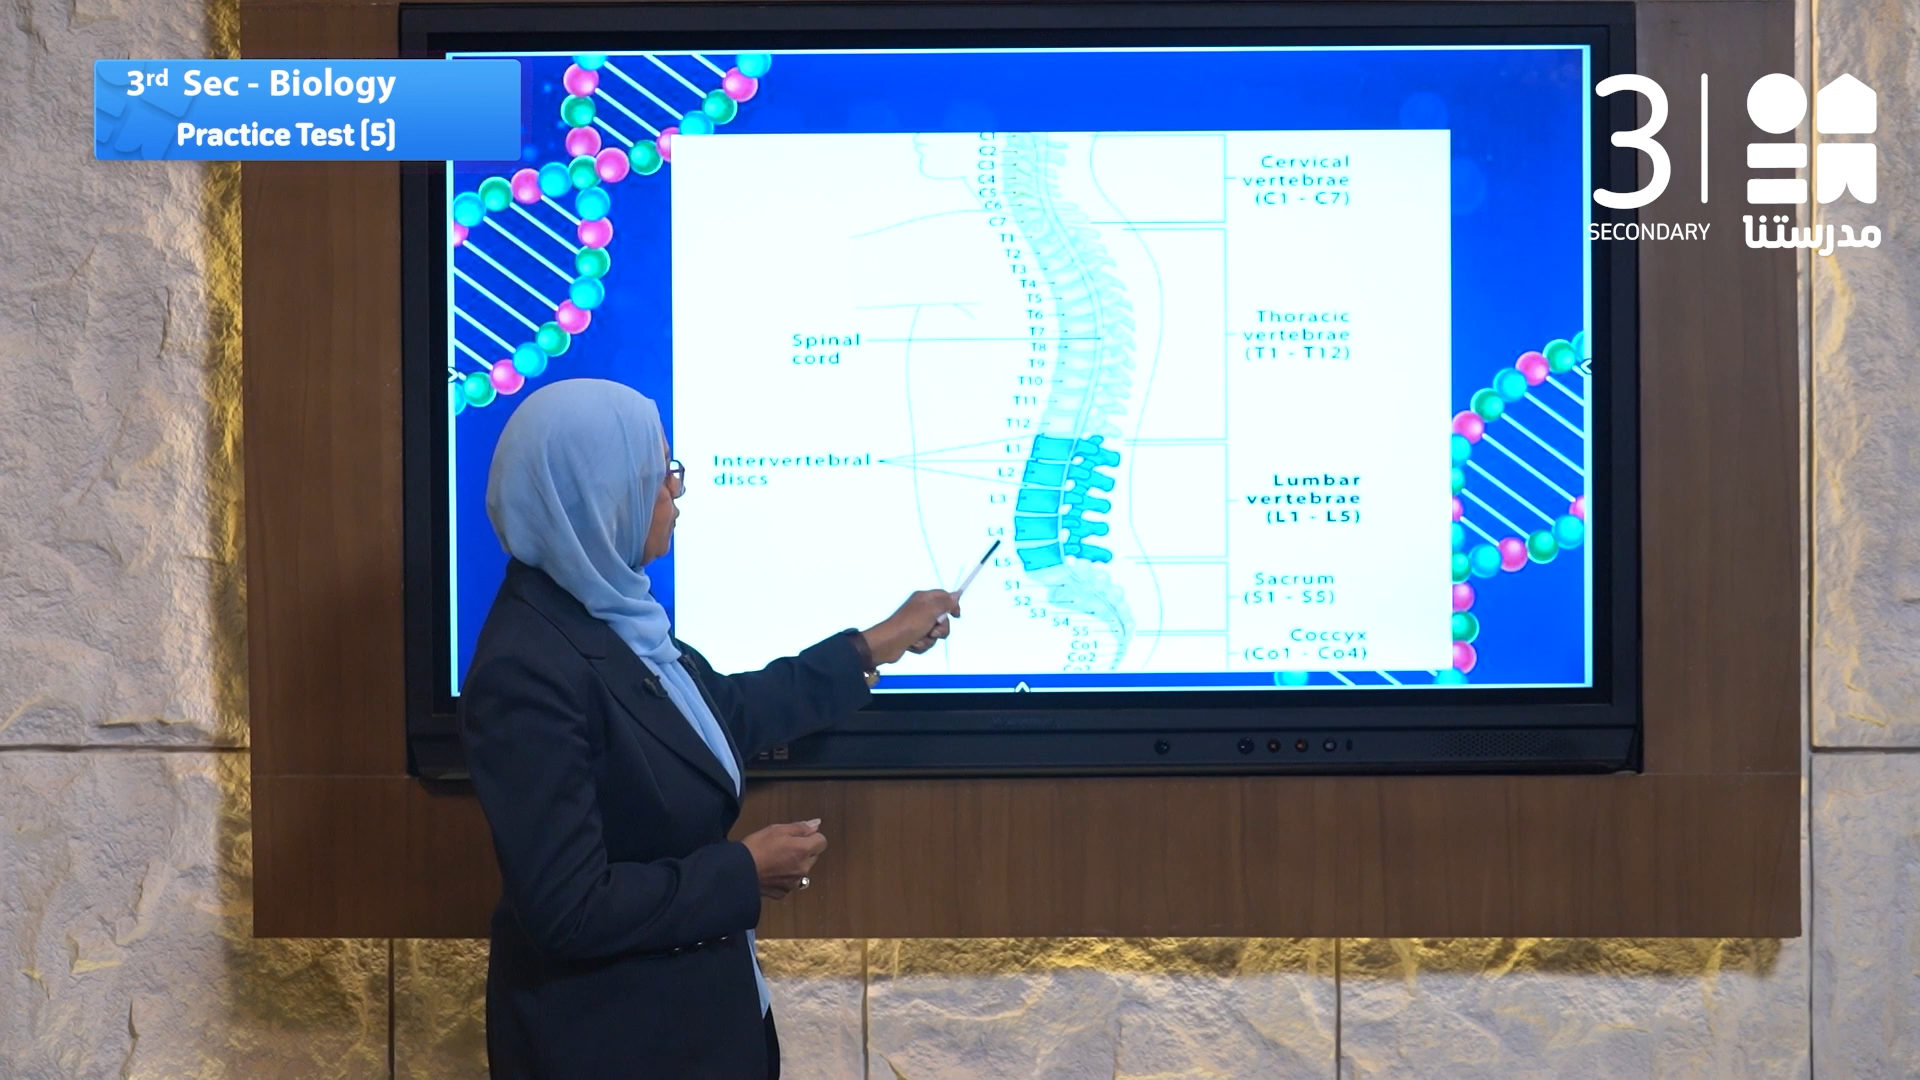 3rd Sec - Biology
Practice Test (5)
3
SECONDARY
مدرستنا
C1
C2
C3
C4
C5
C6
C7
T1
T2
T3
T4
T5
T6
T7
T8
T9
T10
T11
T12
L1
L2
L3
L4
L5
S1
S2
S3
S4
S5
Co1
Co2
Co3
Spinal
cord
Intervertebral
discs
Cervical
vertebrae
(C1 - C7)
Thoracic
vertebrae
(T1 - T12)
Lumbar
vertebrae
(L1 - L5)
Sacrum
(S1 - S5)
Coccyx
(Co1 - Co4)